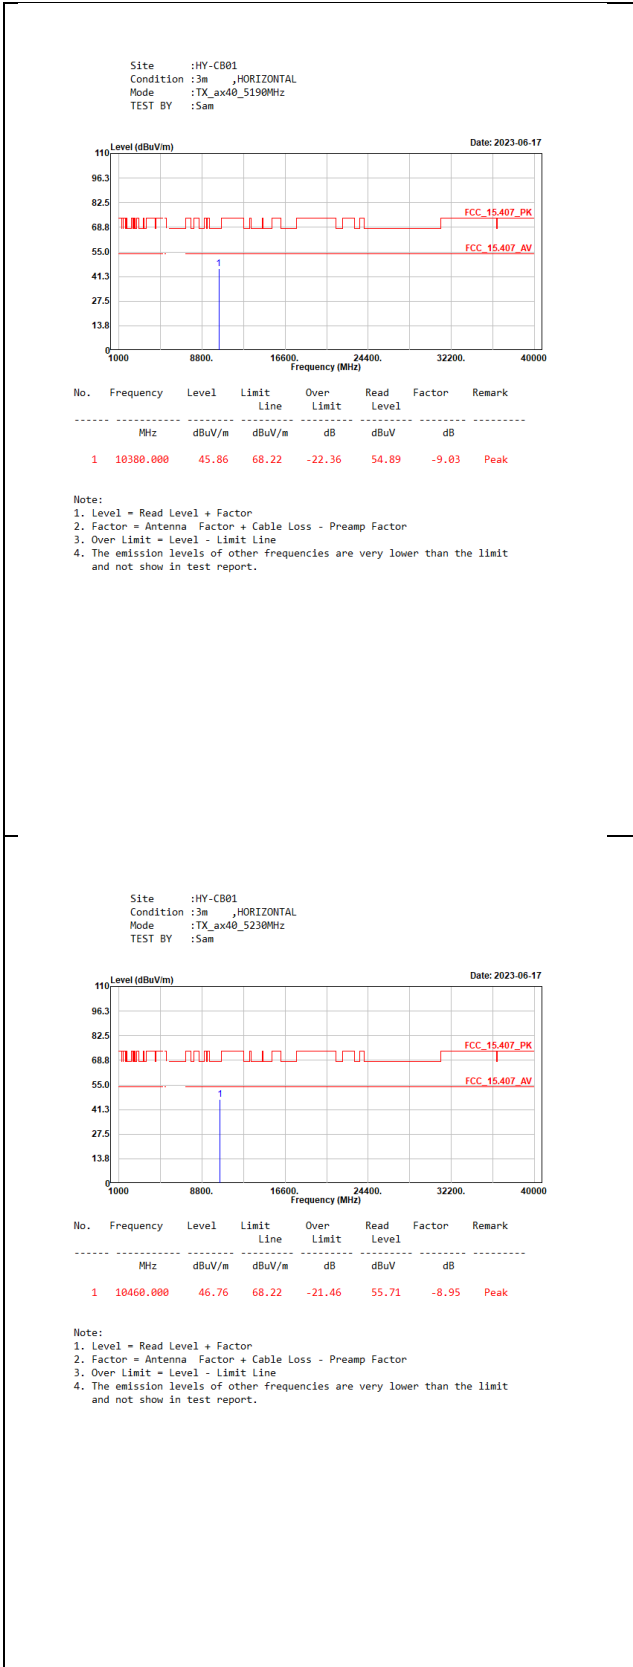 Site :HY-CB01
Condition :3m ,HORIZONTAL
Mode :TX_ax40_5190MHz
TEST BY :Sam
Level (dBuV/m) Date: 2023-06-17
110
96.3
82.5
FCC_15.407_PK
68.8
55.0
FCC_15.407_AV
1
41.3
27.5
13.8
0
1000 8800. 16600. 24400. 32200. 40000
Frequency (MHz)
No. Frequency Level Limit Over Read Factor Remark
Line Limit Level
------ ----------- -------- --------- --------- --------- -------- ---------
MHz dBuV/m dBuV/m dB dBuV dB
1 10380.000 45.86 68.22 -22.36 54.89 -9.03 Peak
Note:
1. Level = Read Level + Factor
2. Factor = Antenna Factor + Cable Loss - Preamp Factor
3. Over Limit = Level - Limit Line
4. The emission levels of other frequencies are very lower than the limit
and not show in test report.
Site :HY-CB01
Condition :3m ,HORIZONTAL
Mode :TX_ax40_5230MHz
TEST BY :Sam
Level (dBuV/m) Date: 2023-06-17
110
96.3
82.5
FCC_15.407_PK
68.8
55.0
FCC_15.407_AV
1
41.3
27.5
13.8
0
1000 8800. 16600. 24400. 32200. 40000
Frequency (MHz)
No. Frequency Level Limit Over Read Factor Remark
Line Limit Level
------ ----------- -------- --------- --------- --------- -------- ---------
MHz dBuV/m dBuV/m dB dBuV dB
1 10460.000 46.76 68.22 -21.46 55.71 -8.95 Peak
Note:
1. Level = Read Level + Factor
2. Factor = Antenna Factor + Cable Loss - Preamp Factor
3. Over Limit = Level - Limit Line
4. The emission levels of other frequencies are very lower than the limit
and not show in test report.